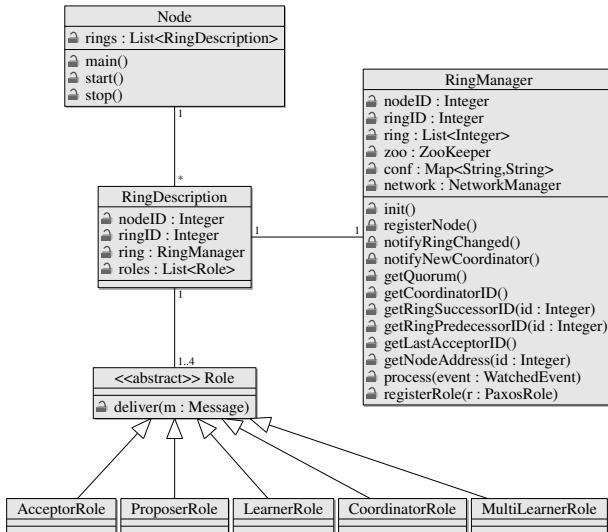 Node
rings : List<RingDescription>
main()
start()
stop()
1
*
RingDescription
nodeID : Integer
ringID : Integer
ring : RingManager
roles : List<Role>
1
1
RingManager
nodeID : Integer
ringID : Integer
ring : List<Integer>
zoo : ZooKeeper
conf : Map<String,String>
network : NetworkManager
init()
registerNode()
notifyRingChanged()
notifyNewCoordinator()
getQuorum()
getCoordinatorID()
getRingSuccessorID(id : Integer)
getRingPredecessorID(id : Integer)
getLastAcceptorID()
getNodeAddress(id : Integer)
process(event : WatchedEvent)
registerRole(r : PaxosRole)
1
1..4
<<abstract>> Role
deliver(m : Message)
AcceptorRole
ProposerRole
LearnerRole
CoordinatorRole
MultiLearnerRole